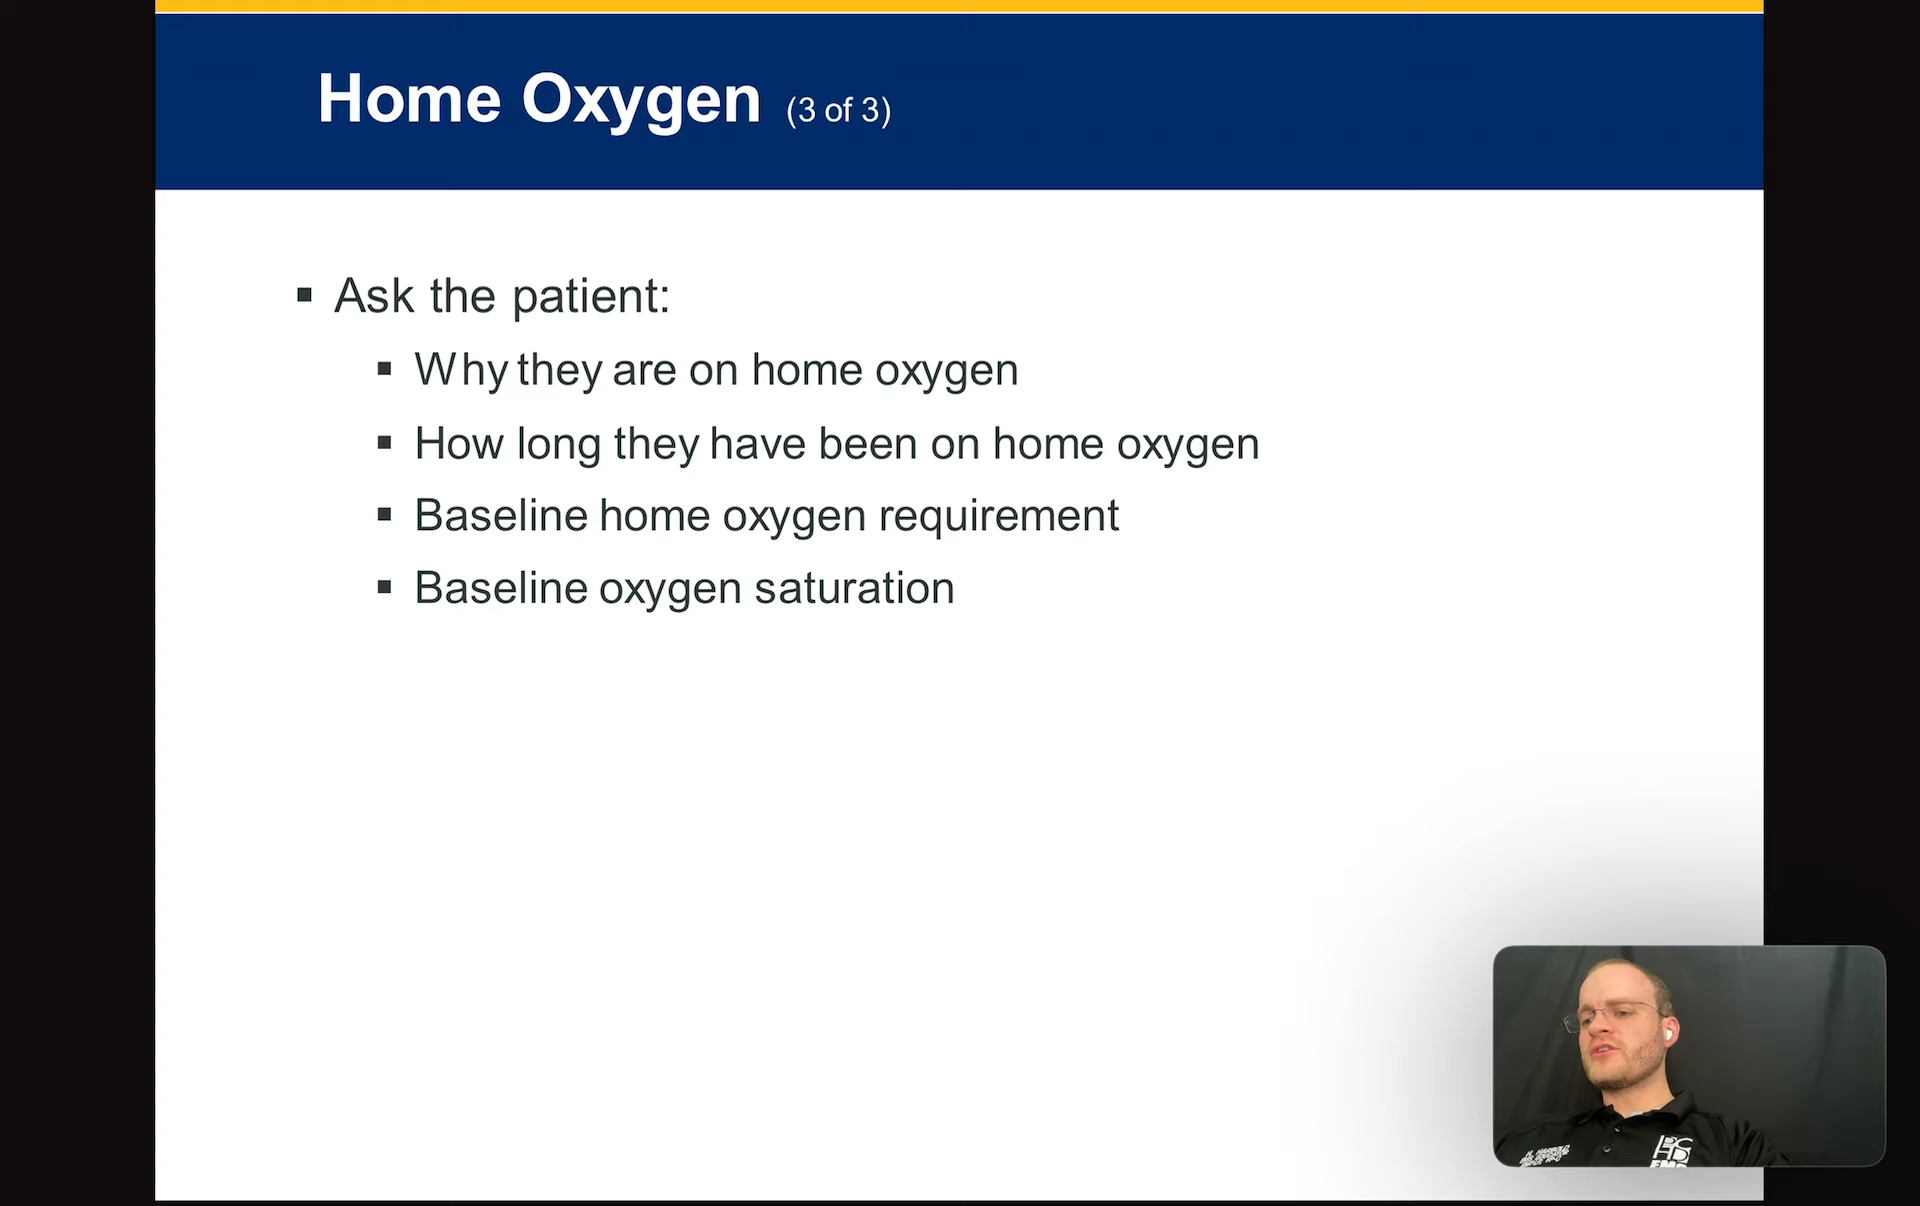 Home Oxygen (3 of 3)
Ask the patient:
Why they are on home oxygen
How long they have been on home oxygen
Baseline home oxygen requirement
Baseline oxygen saturation